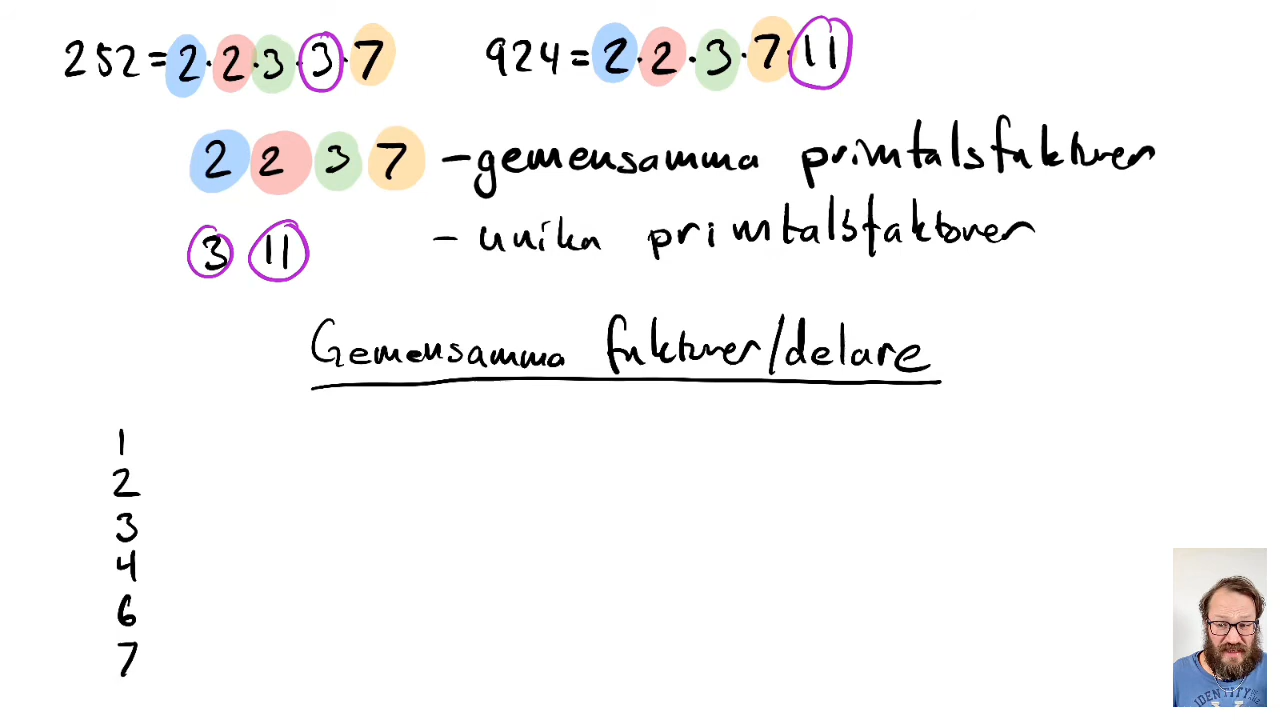 252=2·2·3·3·7 924=2·2·3·7·11
2 2 3 7 - gemensamma primtalsfaktorer
3 11 - unika primtalsfaktorer
Gemensamma faktorer/delare
1
2
3
4
6
7
IDENTITY